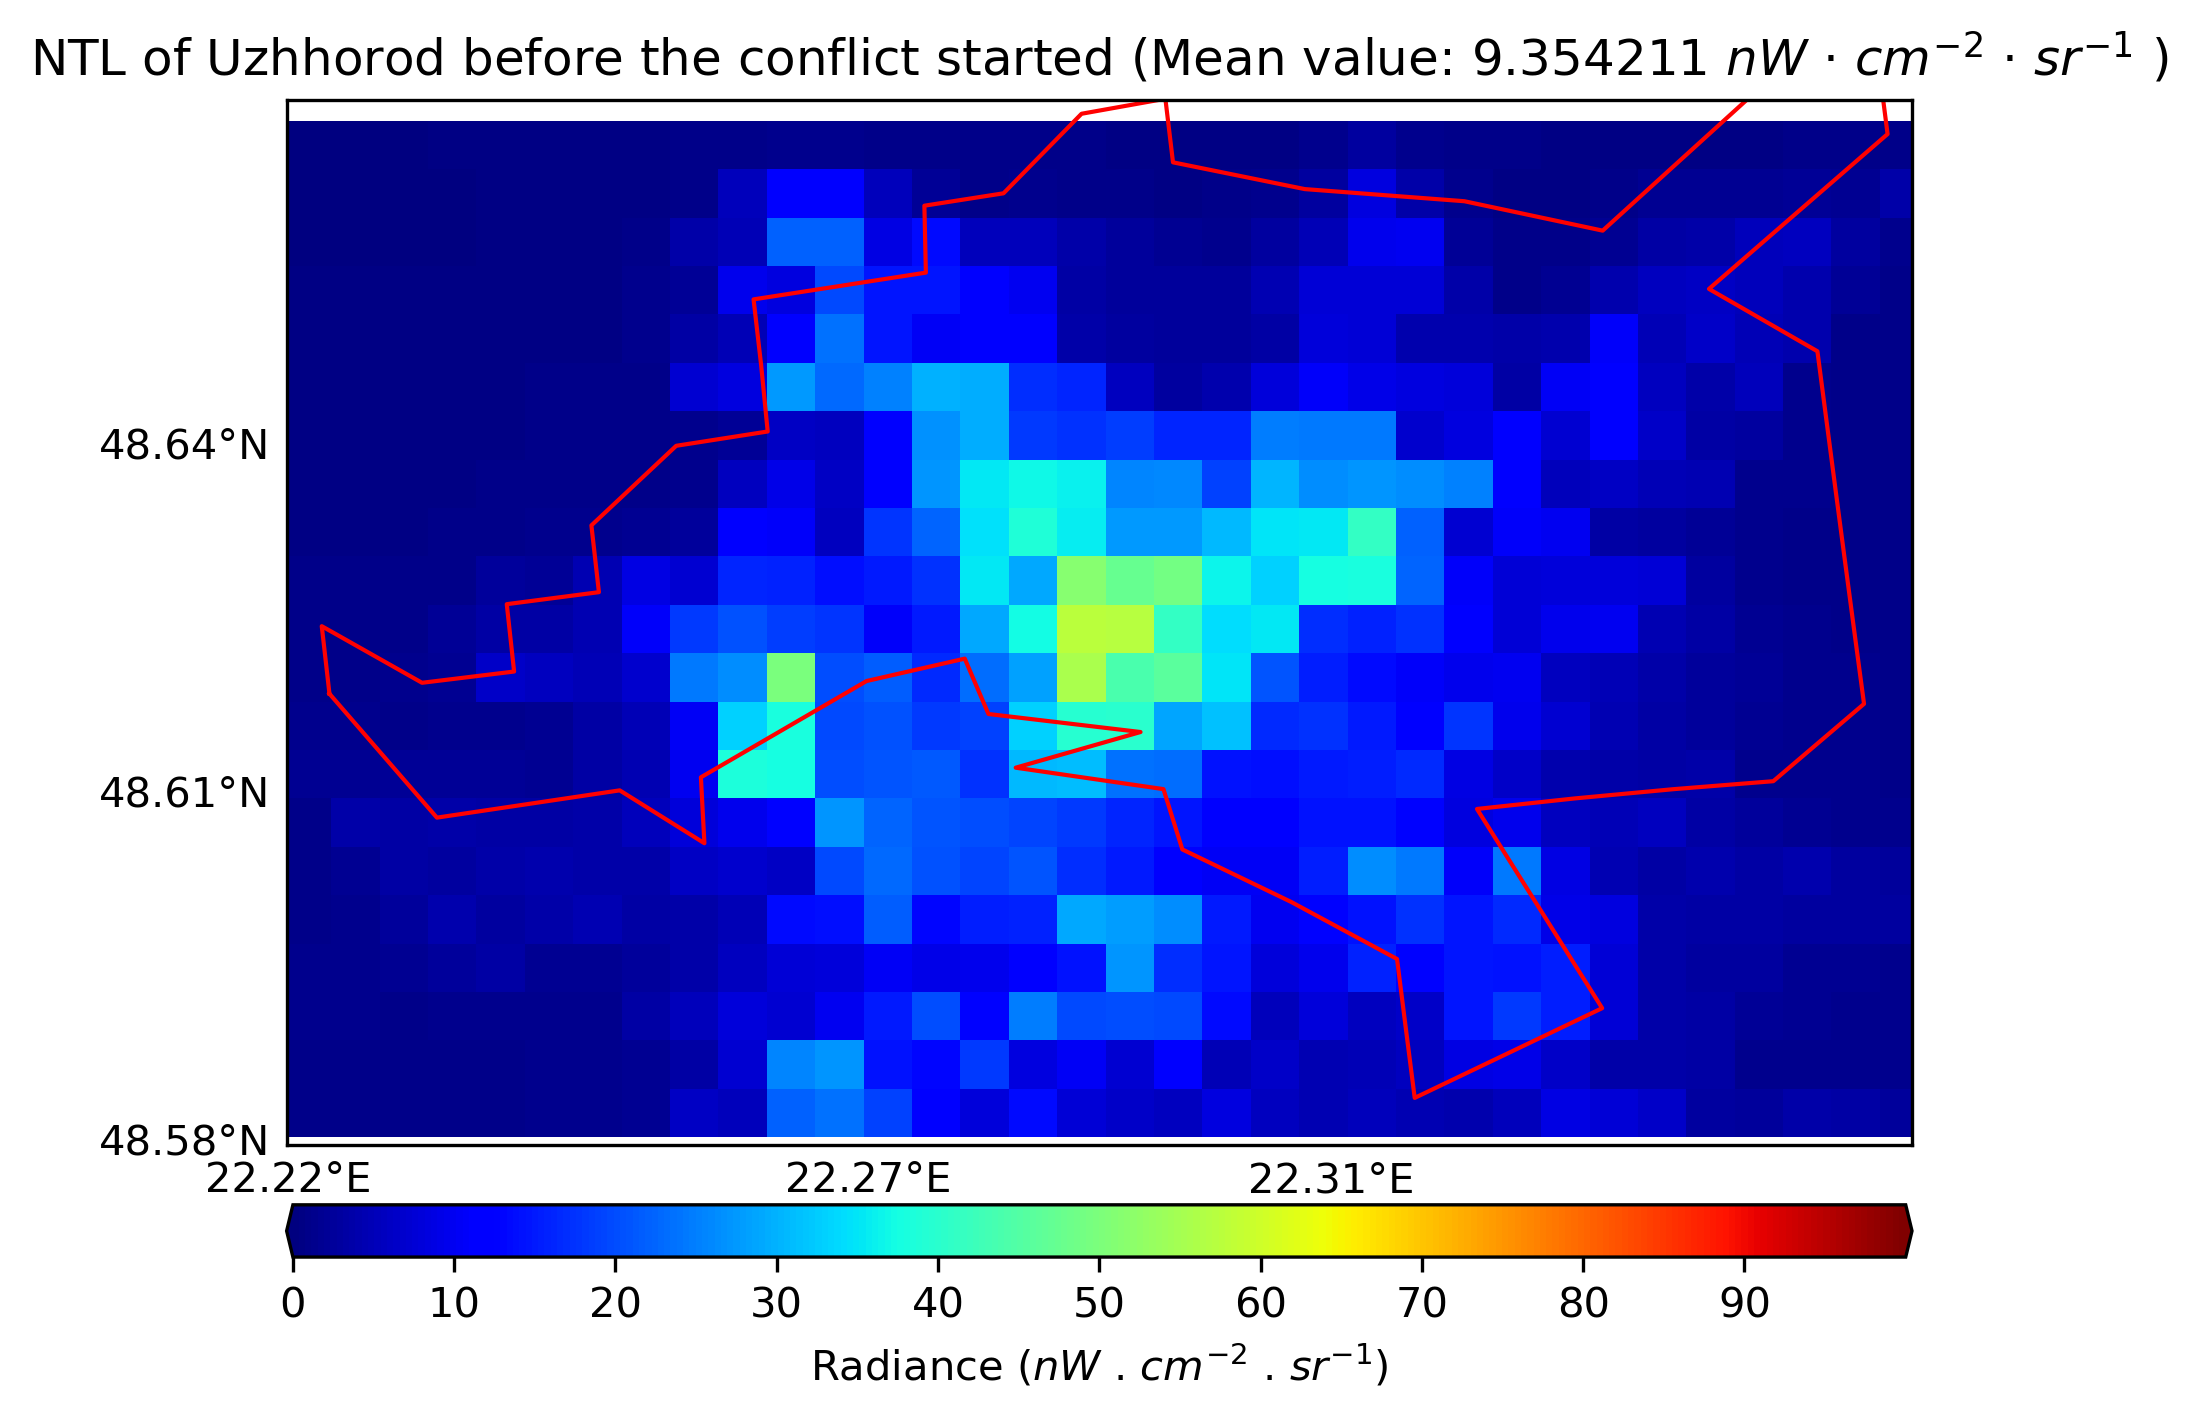 NTL of Uzhhorod before the conflict started (Mean value: 9.354211 nW · cm⁻² · sr⁻¹ )
48.64°N
48.61°N
48.58°N
22.22°E 22.27°E 22.31°E
0 10 20 30 40 50 60 70 80 90
Radiance (nW . cm⁻² . sr⁻¹)